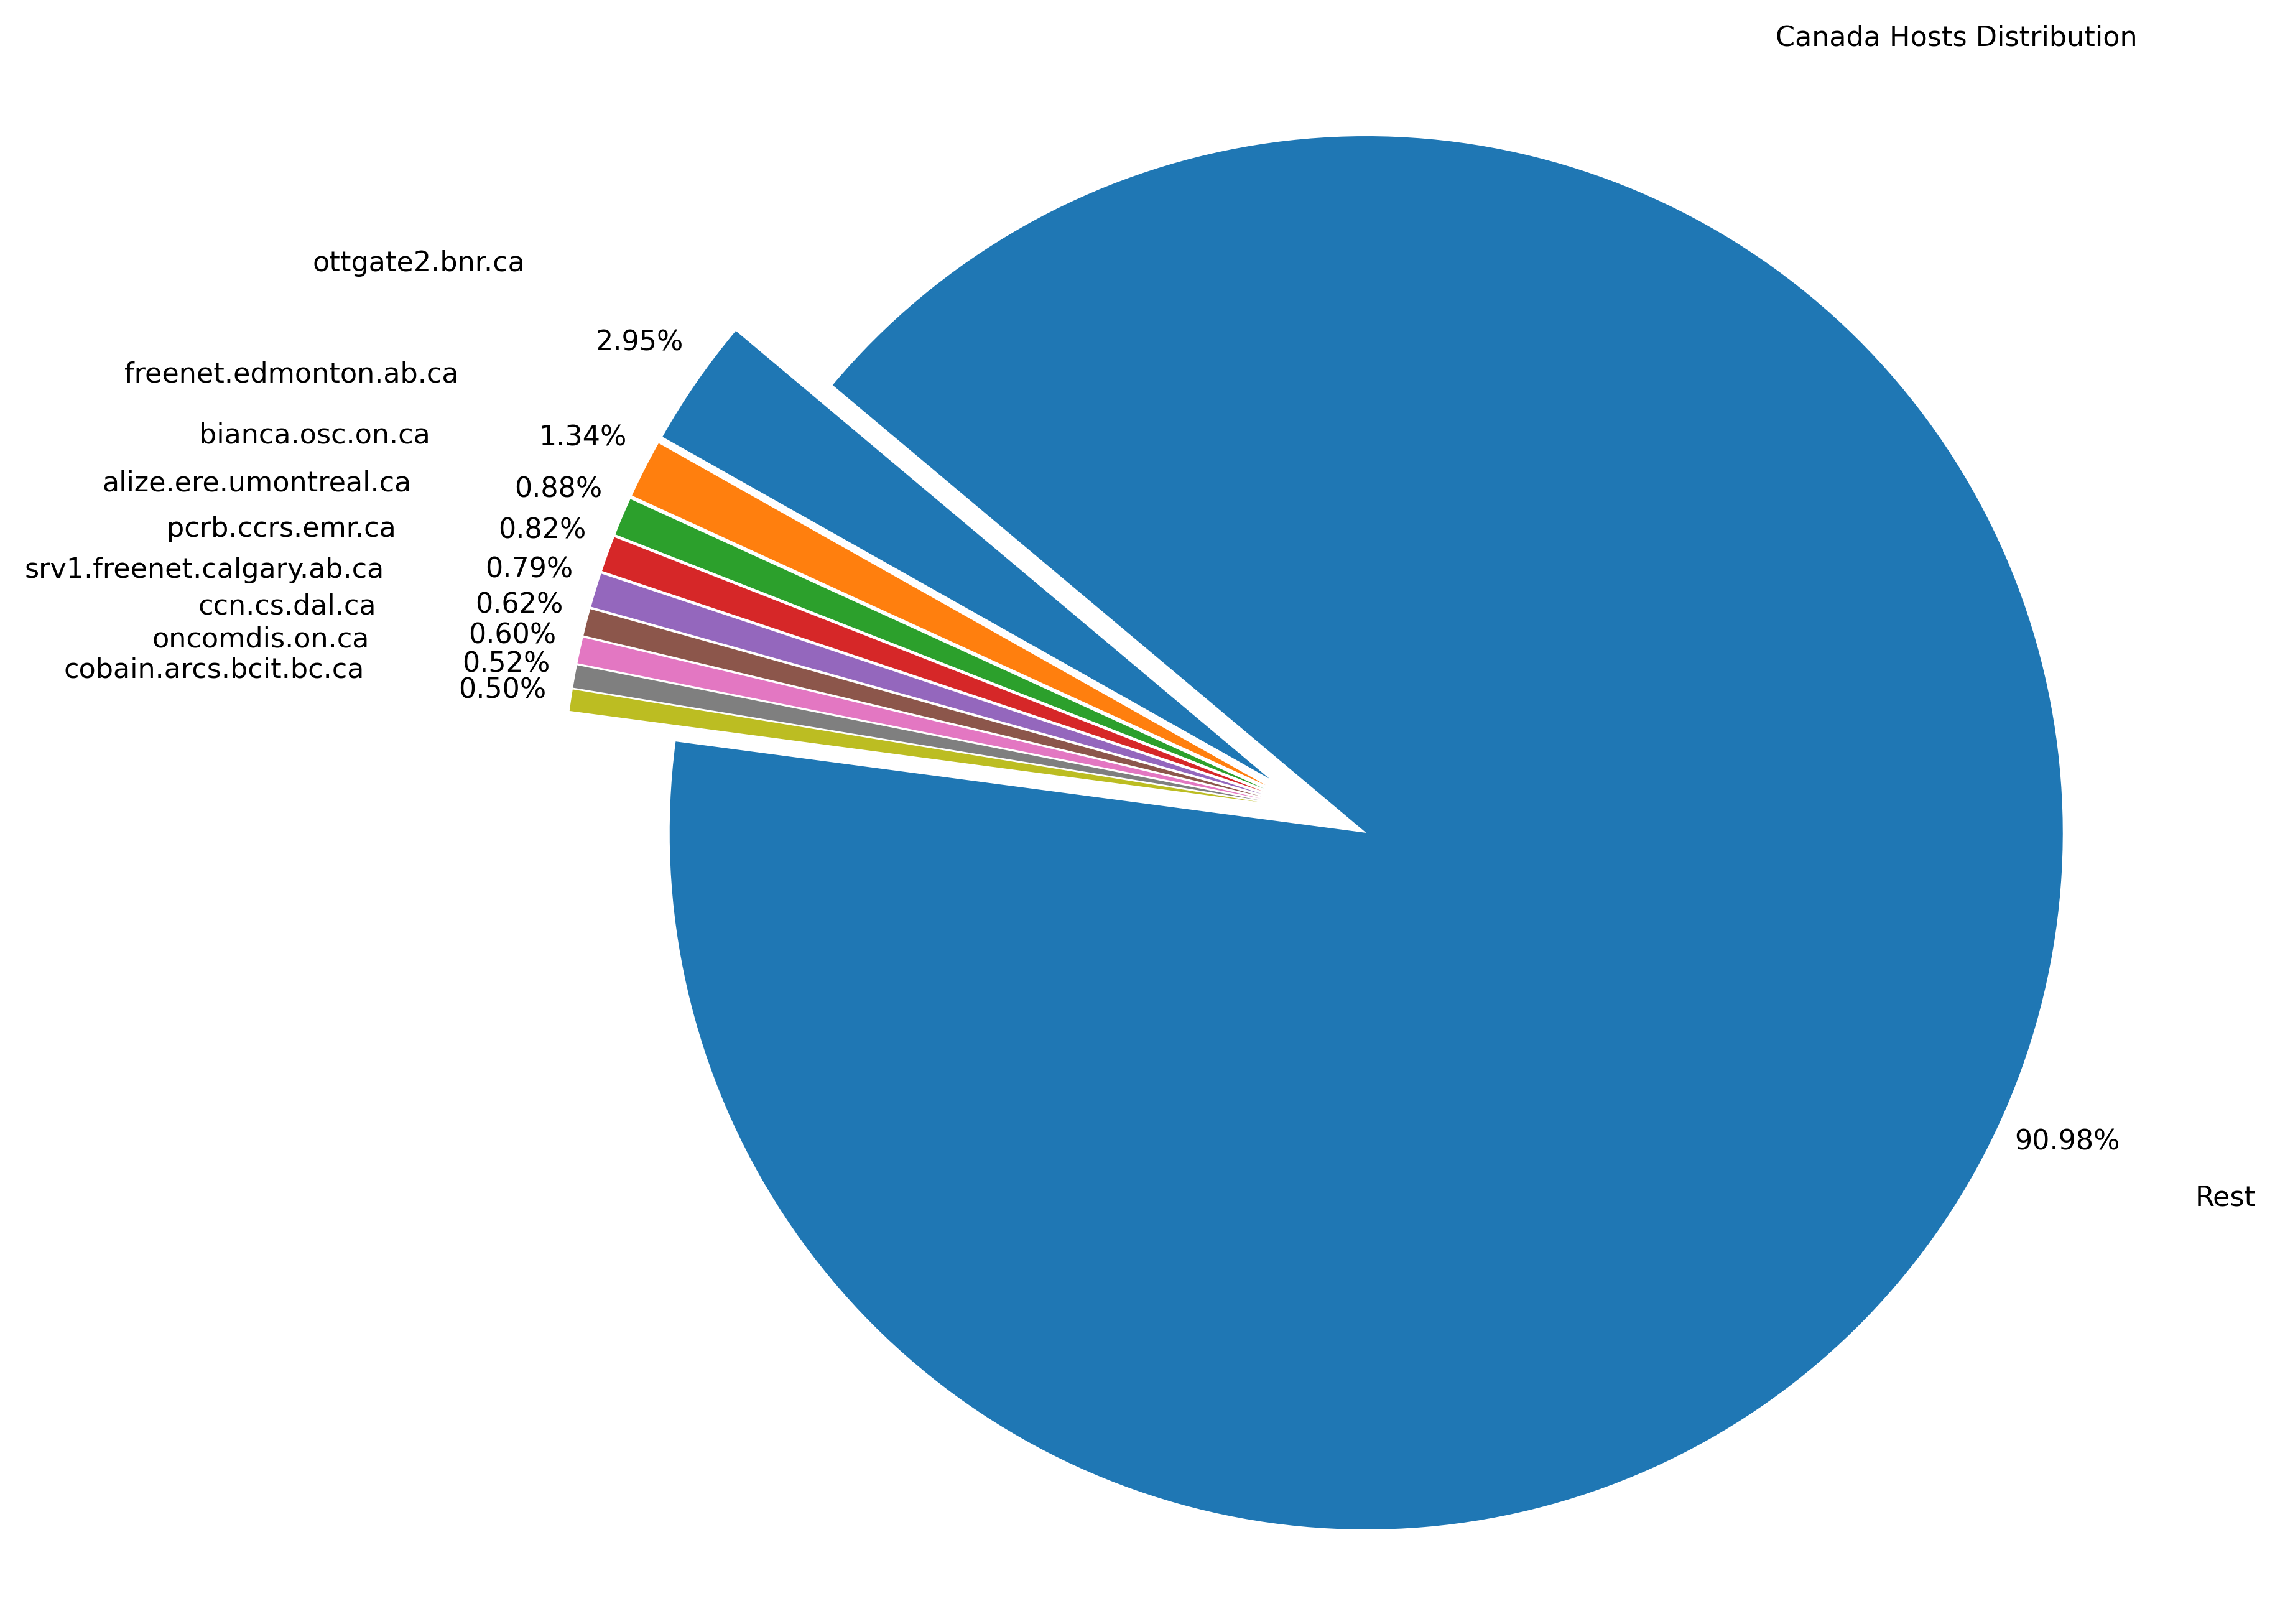 Canada Hosts Distribution
ottgate2.bnr.ca
2.95%
freenet.edmonton.ab.ca
1.34%
bianca.osc.on.ca
0.88%
alize.ere.umontreal.ca
0.82%
pcrb.ccrs.emr.ca
0.79%
srv1.freenet.calgary.ab.ca
0.62%
ccn.cs.dal.ca
0.60%
oncomdis.on.ca
0.52%
cobain.arcs.bcit.bc.ca
0.50%
90.98%
Rest